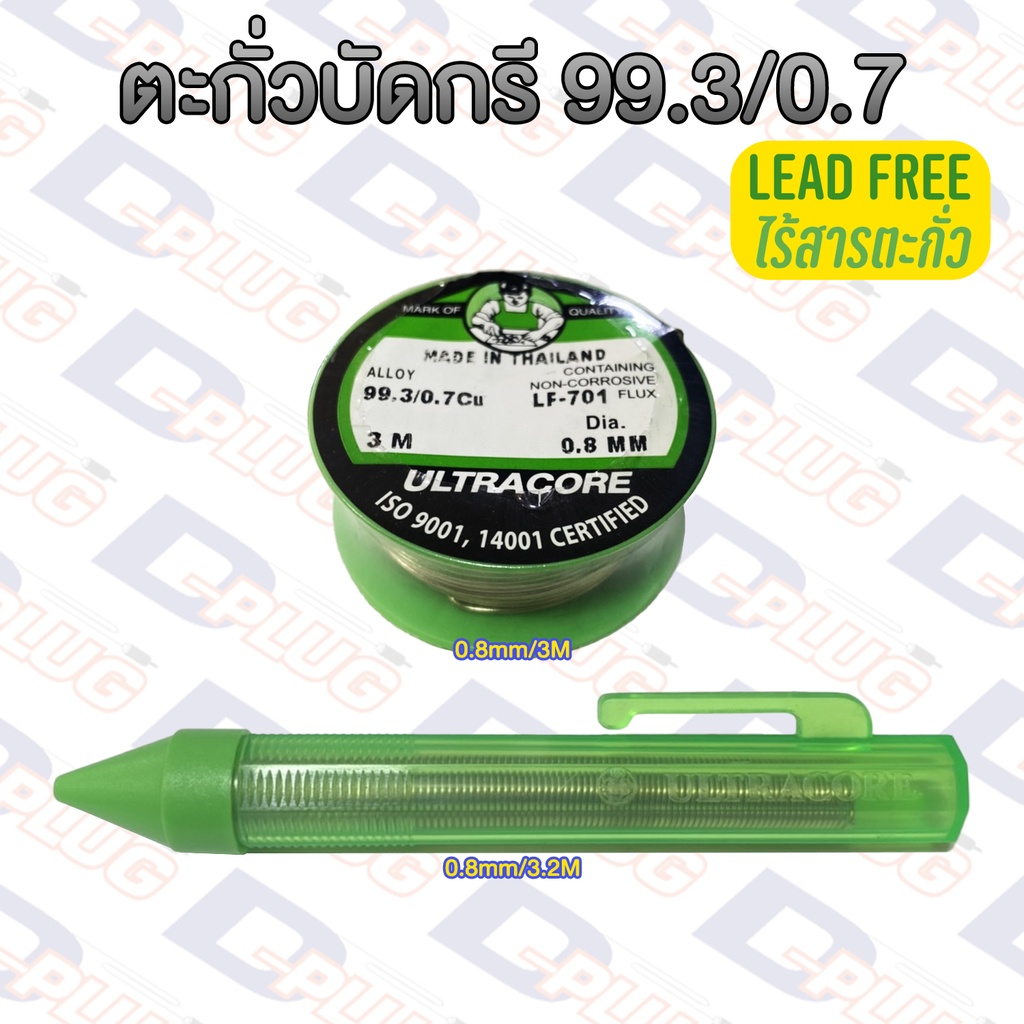 ตะกั่วบัดกรี 99.3/0.7
LEAD FREE
ไร้สารตะกั่ว
MARK OF QUALITY
MADE IN THAILAND
ALLOY
99.3/0.7Cu
CONTAINING
NON-CORROSIVE
LF-701 FLUX
Dia.
3 M
0.8 MM
ULTRACORE
ISO 9001, 14001 CERTIFIED
0.8mm/3M
ULTRACORE
0.8mm/3.2M
D-PLUG